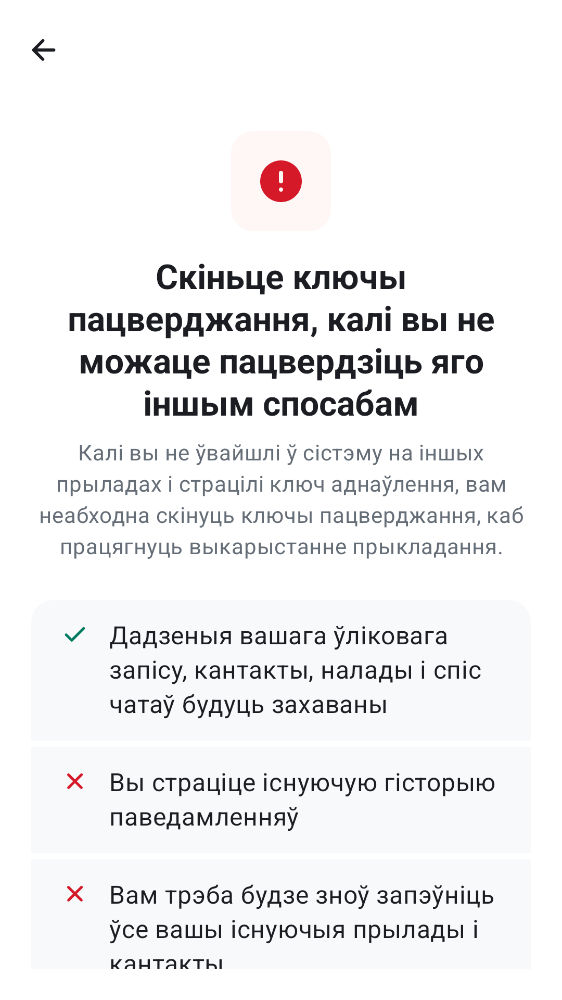 Скіньце ключы
пацверджання, калі вы не
можаце пацвердзіць яго
іншым спосабам
Калі вы не ўвайшлі ў сістэму на іншых
прыладах і страцілі ключ аднаўлення, вам
неабходна скінуць ключы пацверджання, каб
працягнуць выкарыстанне прыкладання.
Дадзеныя вашага ўліковага
запісу, кантакты, налады і спіс
чатаў будуць захаваны
Вы страціце існуючую гісторыю
паведамленняў
Вам трэба будзе зноў запэўніць
ўсе вашы існуючыя прылады і
кантакты